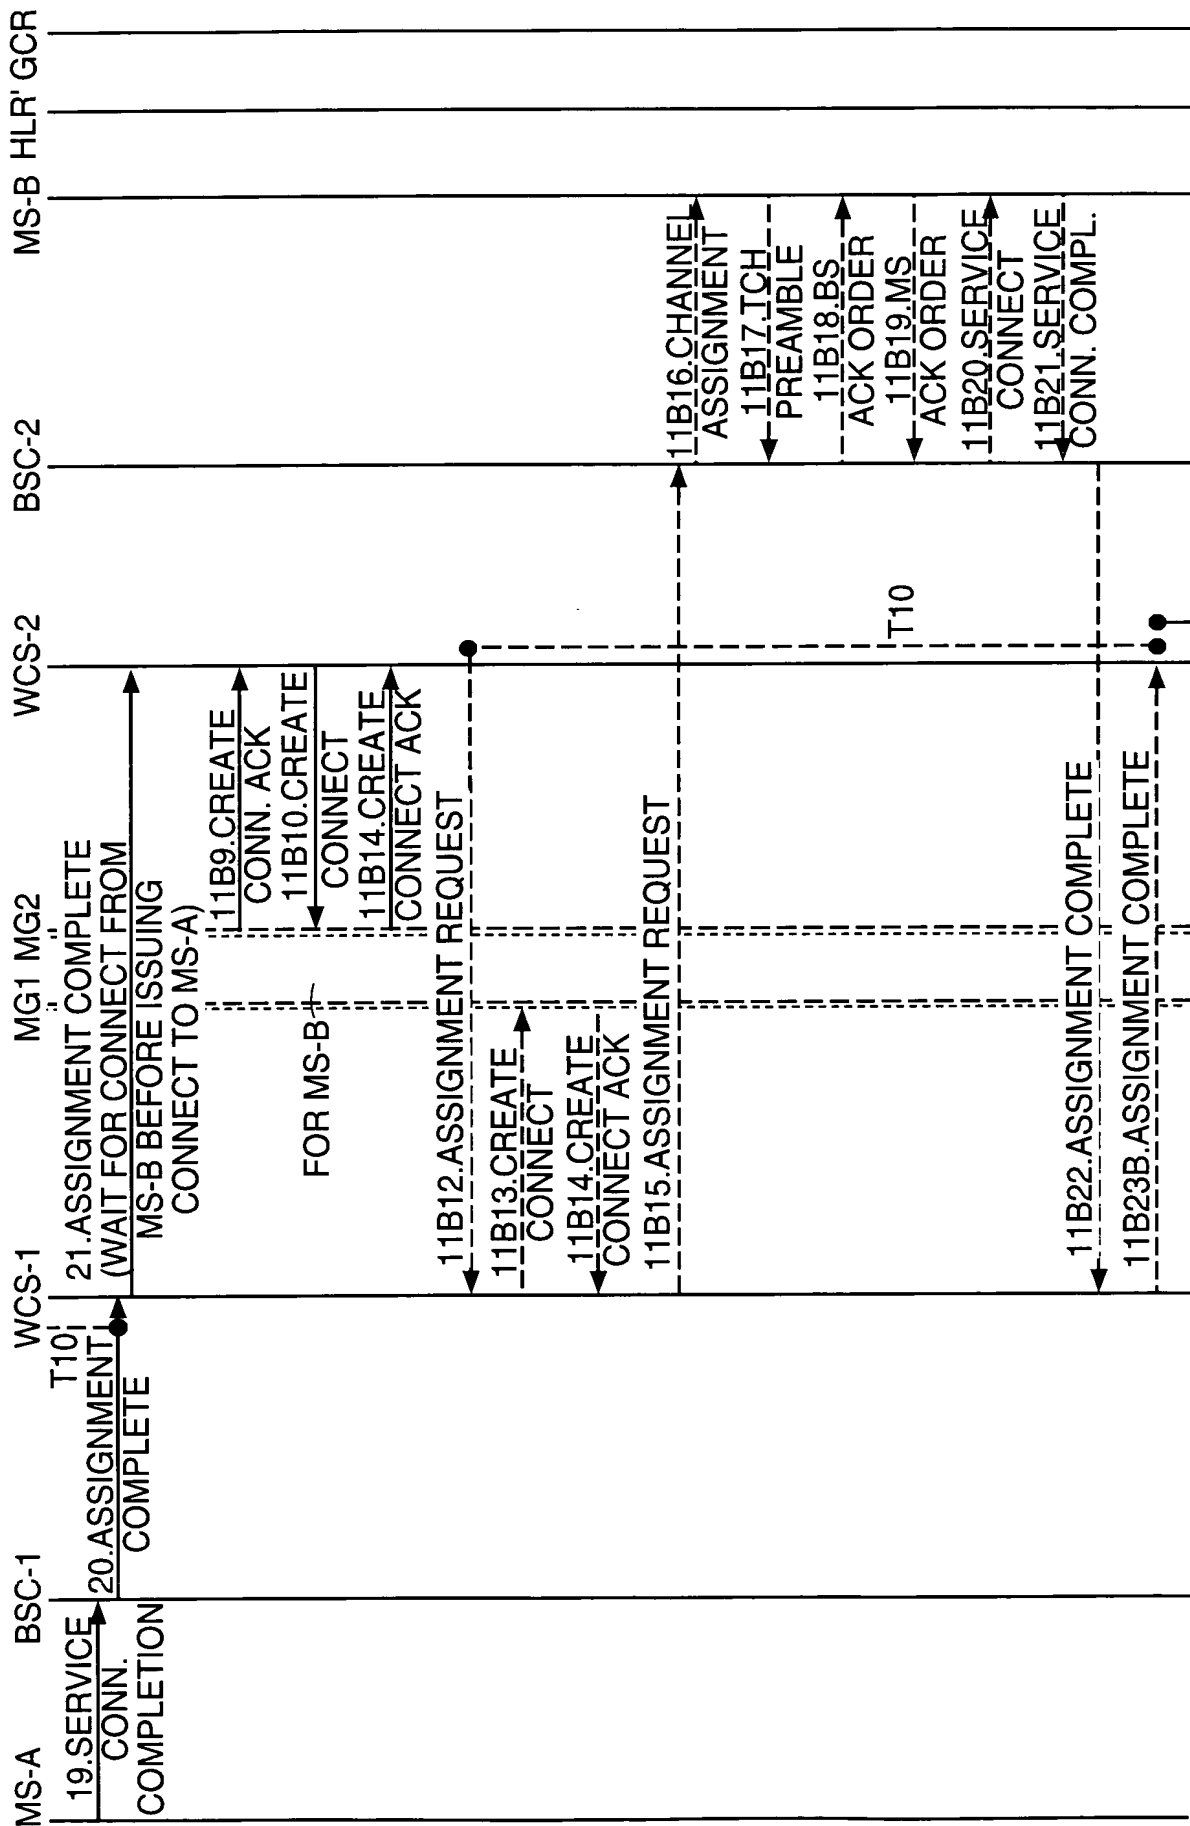 MS-A
BSC-1
WCS-1
MG1
MG2
WCS-2
BSC-2
MS-B
HLR'
GCR
19.SERVICE
CONN.
COMPLETION
T10
20.ASSIGNMENT
COMPLETE
21.ASSIGNMENT COMPLETE
(WAIT FOR CONNECT FROM
MS-B BEFORE ISSUING
CONNECT TO MS-A)
11B9.CREATE
CONN. ACK
11B10.CREATE
CONNECT
FOR MS-B
11B14.CREATE
CONNECT ACK
11B12.ASSIGNMENT REQUEST
11B13.CREATE
CONNECT
11B14.CREATE
CONNECT ACK
11B15.ASSIGNMENT REQUEST
11B16.CHANNEL
ASSIGNMENT
11B17.TCH
PREAMBLE
11B18.BS
ACK ORDER
T10
11B19.MS
ACK ORDER
11B20.SERVICE
CONNECT
11B21.SERVICE
CONN. COMPL.
11B22.ASSIGNMENT COMPLETE
11B23B.ASSIGNMENT COMPLETE